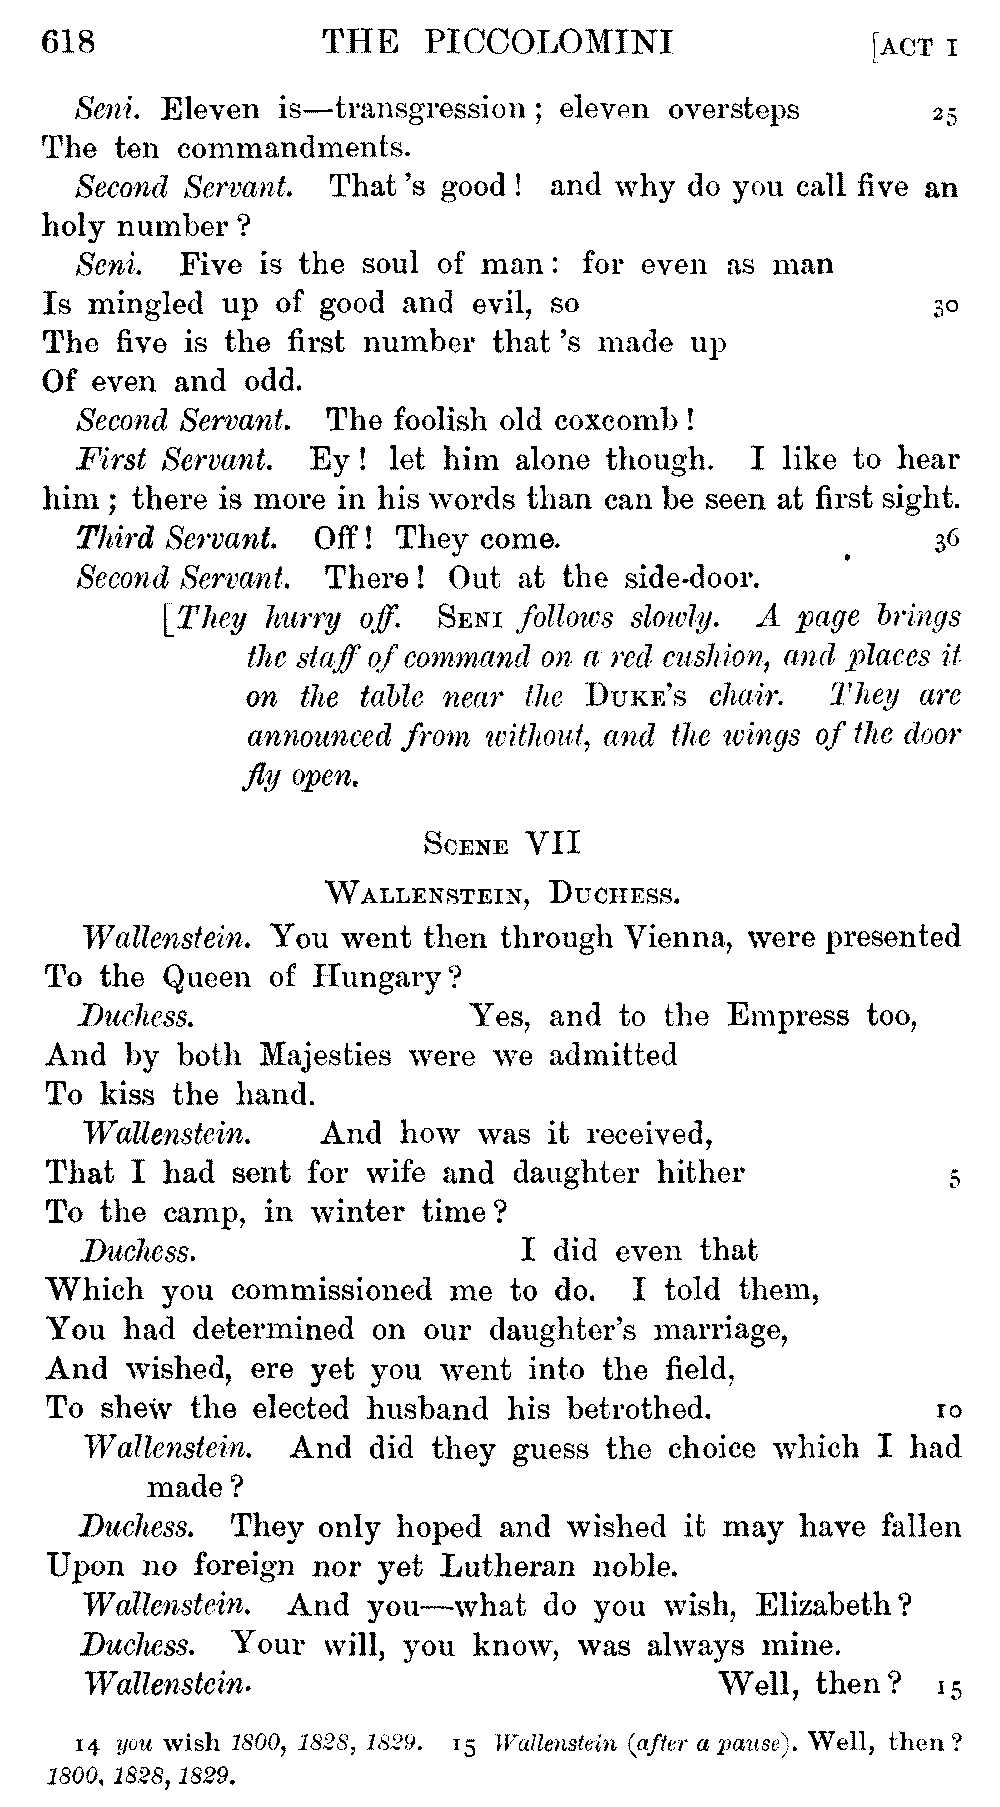 618 THE PICCOLOMINI [ACT I
Seni. Eleven is—transgression; eleven oversteps 25
The ten commandments.
Second Servant. That's good! and why do you call five an
holy number?
Seni. Five is the soul of man: for even as man
Is mingled up of good and evil, so 30
The five is the first number that's made up
Of even and odd.
Second Servant. The foolish old coxcomb!
First Servant. Ey! let him alone though. I like to hear
him; there is more in his words than can be seen at first sight.
Third Servant. Off! They come. 36
Second Servant. There! Out at the side-door.
[They hurry off. SENI follows slowly. A page brings
the staff of command on a red cushion, and places it
on the table near the DUKE'S chair. They are
announced from without, and the wings of the door
fly open.
SCENE VII
WALLENSTEIN, DUCHESS.
Wallenstein. You went then through Vienna, were presented
To the Queen of Hungary?
Duchess. Yes, and to the Empress too,
And by both Majesties were we admitted
To kiss the hand.
Wallenstein. And how was it received,
That I had sent for wife and daughter hither 5
To the camp, in winter time?
Duchess. I did even that
Which you commissioned me to do. I told them,
You had determined on our daughter's marriage,
And wished, ere yet you went into the field,
To shew the elected husband his betrothed. 10
Wallenstein. And did they guess the choice which I had
made?
Duchess. They only hoped and wished it may have fallen
Upon no foreign nor yet Lutheran noble.
Wallenstein. And you—what do you wish, Elizabeth?
Duchess. Your will, you know, was always mine.
Wallenstein. Well, then? 15
14 you wish 1800, 1828, 1829. 15 Wallenstein (after a pause). Well, then?
1800, 1828, 1829.